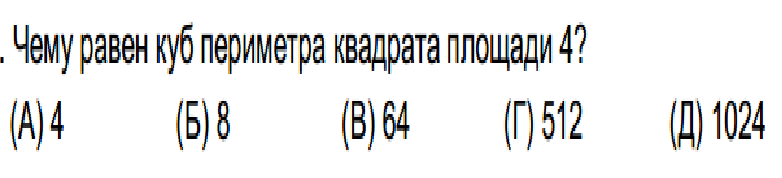 . Чему равен куб периметра квадрата площади 4?
(А) 4 (Б) 8 (В) 64 (Г) 512 (Д) 1024